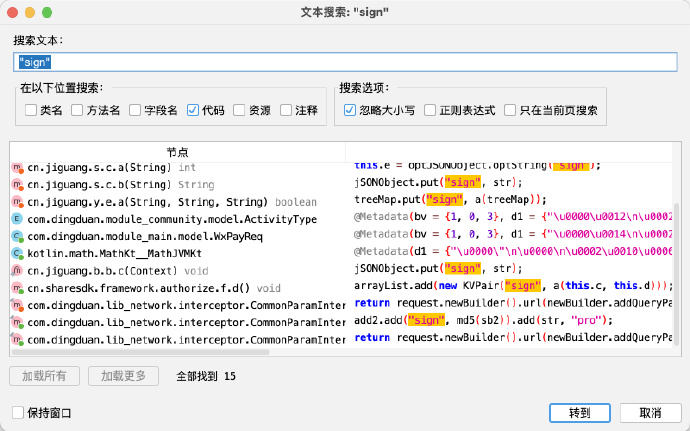 文本搜索: "sign"
搜索文本:
"sign"
在以下位置搜索:
类名 方法名 字段名 代码 资源 注释
搜索选项:
忽略大小写 正则表达式 只在当前页搜索
节点
cn.jiguang.s.c.a(String) int this.e = optJSONObject.optString("sign");
cn.jiguang.s.c.b(String) String jSONObject.put("sign", str);
cn.jiguang.y.e.a(String, String, String) boolean treeMap.put("sign", a(treeMap));
com.dingduan.module_community.model.ActivityType @Metadata(bv = {1, 0, 3}, d1 = {"\u0000\u0012\n\u0002
com.dingduan.module_main.model.WxPayReq @Metadata(bv = {1, 0, 3}, d1 = {"\u0000\u0014\n\u0002
kotlin.math.MathKt__MathJVMKt @Metadata(d1 = {"\u0000\"\n\u0000\n\u0002\u0010\u0006
cn.jiguang.b.b.c(Context) void jSONObject.put("sign", str);
cn.sharesdk.framework.authorize.f.d() void arrayList.add(new KVPair("sign", a(this.c, this.d)));
com.dingduan.lib_network.interceptor.CommonParamInter return request.newBuilder().url(newBuilder.addQueryPa
com.dingduan.lib_network.interceptor.CommonParamInter add2.add("sign", md5(sb2)).add(str, "pro");
com.dingduan.lib_network.interceptor.CommonParamInter return request.newBuilder().url(newBuilder.addQueryPa
加载所有 加载更多 全部找到 15
保持窗口 转到 取消